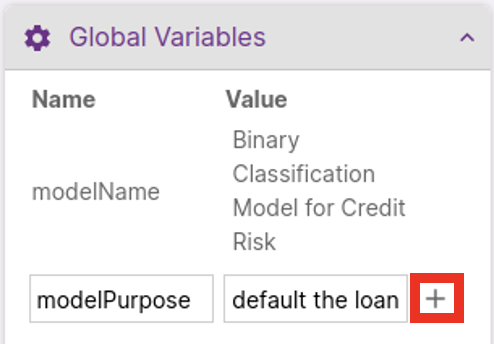 Global Variables
Name Value
modelName Binary
Classification
Model for Credit
Risk
modelPurpose default the loan +